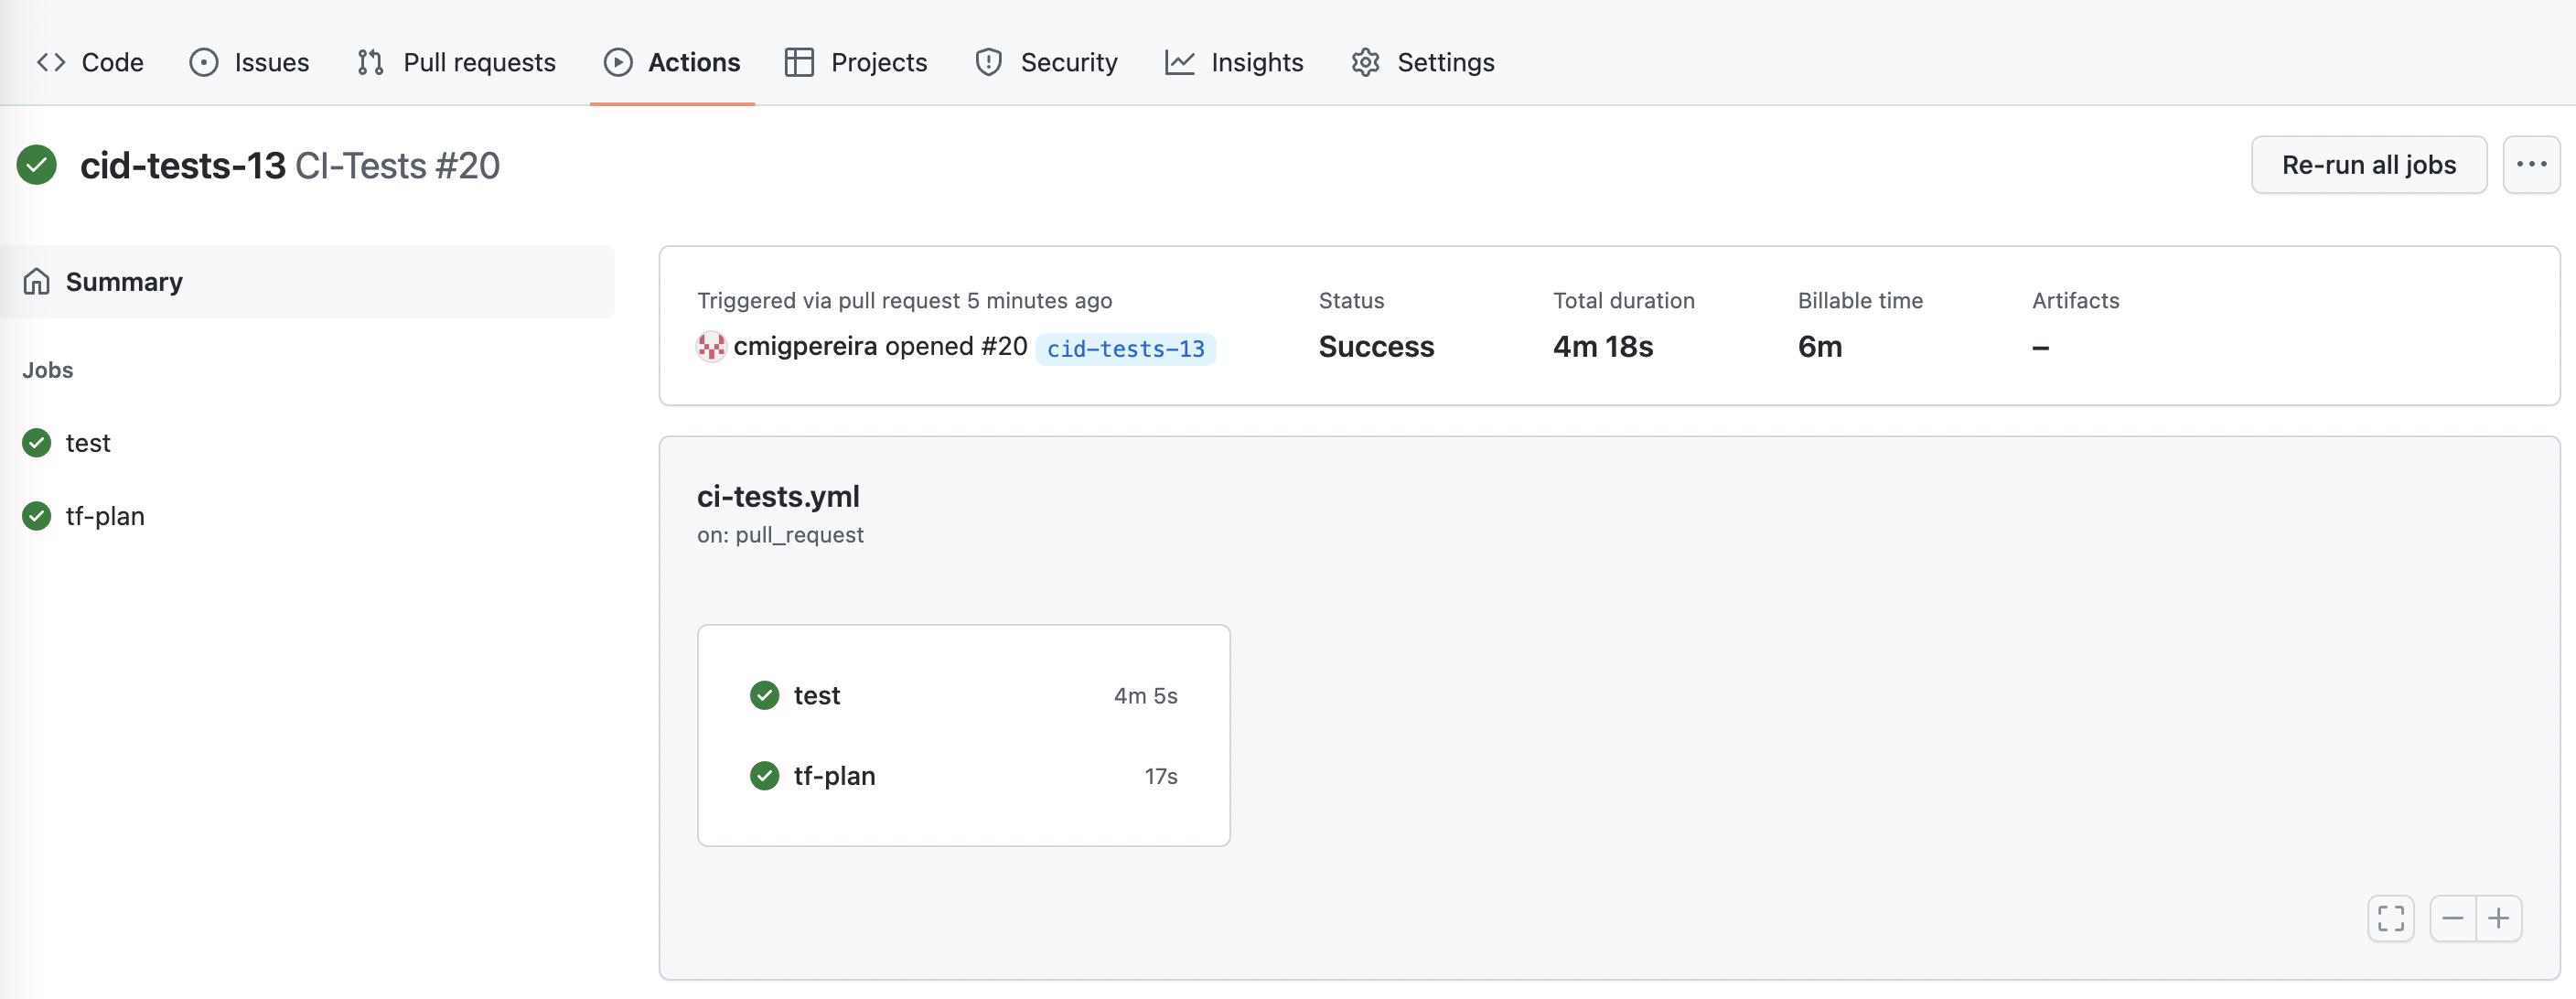 Code Issues Pull requests Actions Projects Security Insights Settings
cid-tests-13 CI-Tests #20
Re-run all jobs
Summary
Jobs
test
tf-plan
Triggered via pull request 5 minutes ago
cmigpereira opened #20 cid-tests-13
Status
Success
Total duration
4m 18s
Billable time
6m
Artifacts
–
ci-tests.yml
on: pull_request
test 4m 5s
tf-plan 17s